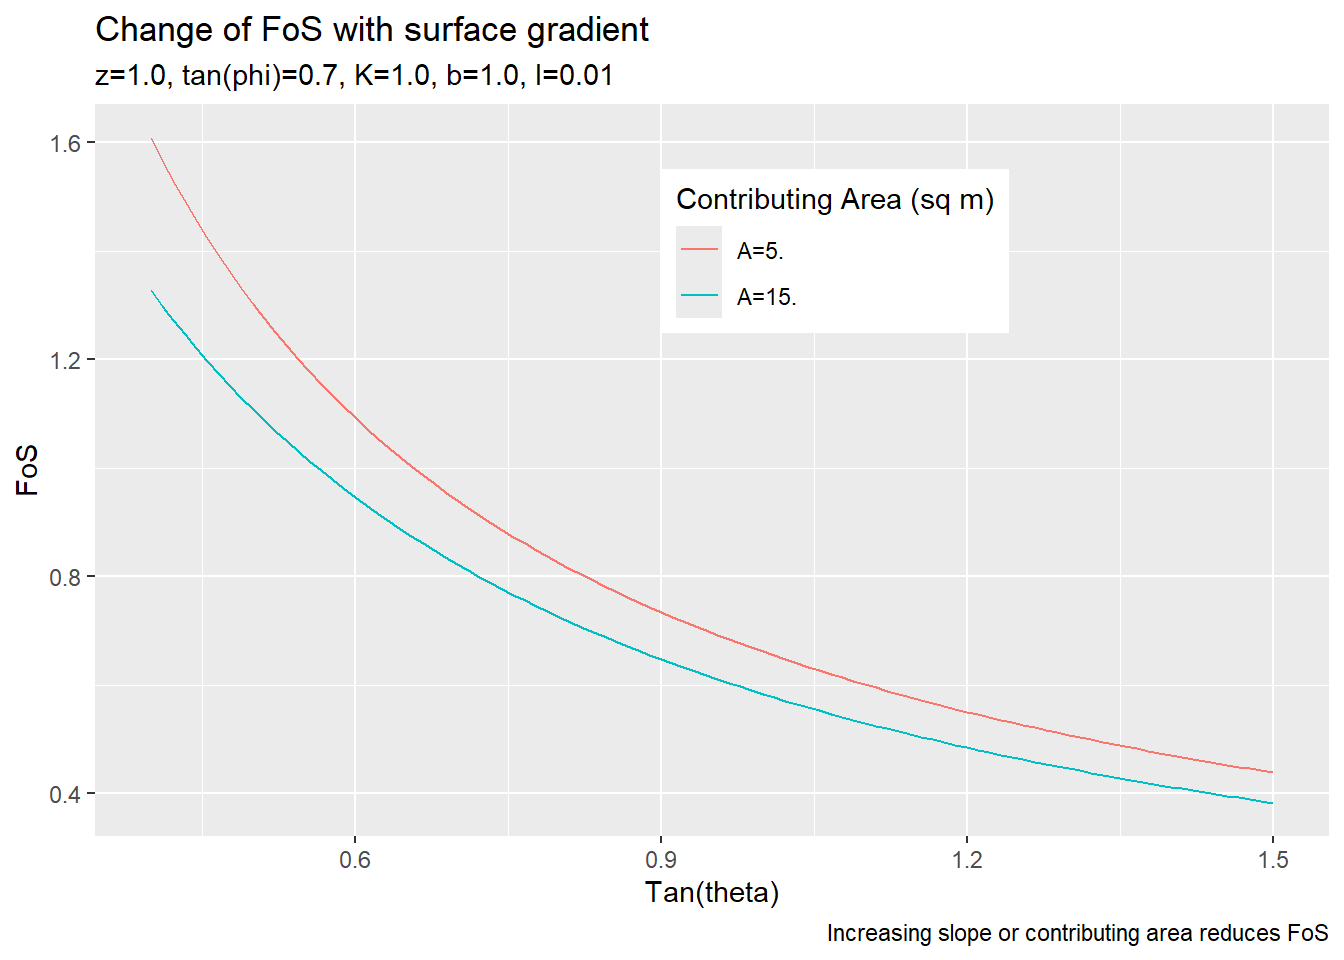 Change of FoS with surface gradient
z=1.0, tan(phi)=0.7, K=1.0, b=1.0, I=0.01
1.6
1.2
0.8
0.4
FoS
Contributing Area (sq m)
A=5.
A=15.
0.6 0.9 1.2 1.5
Tan(theta)
Increasing slope or contributing area reduces FoS